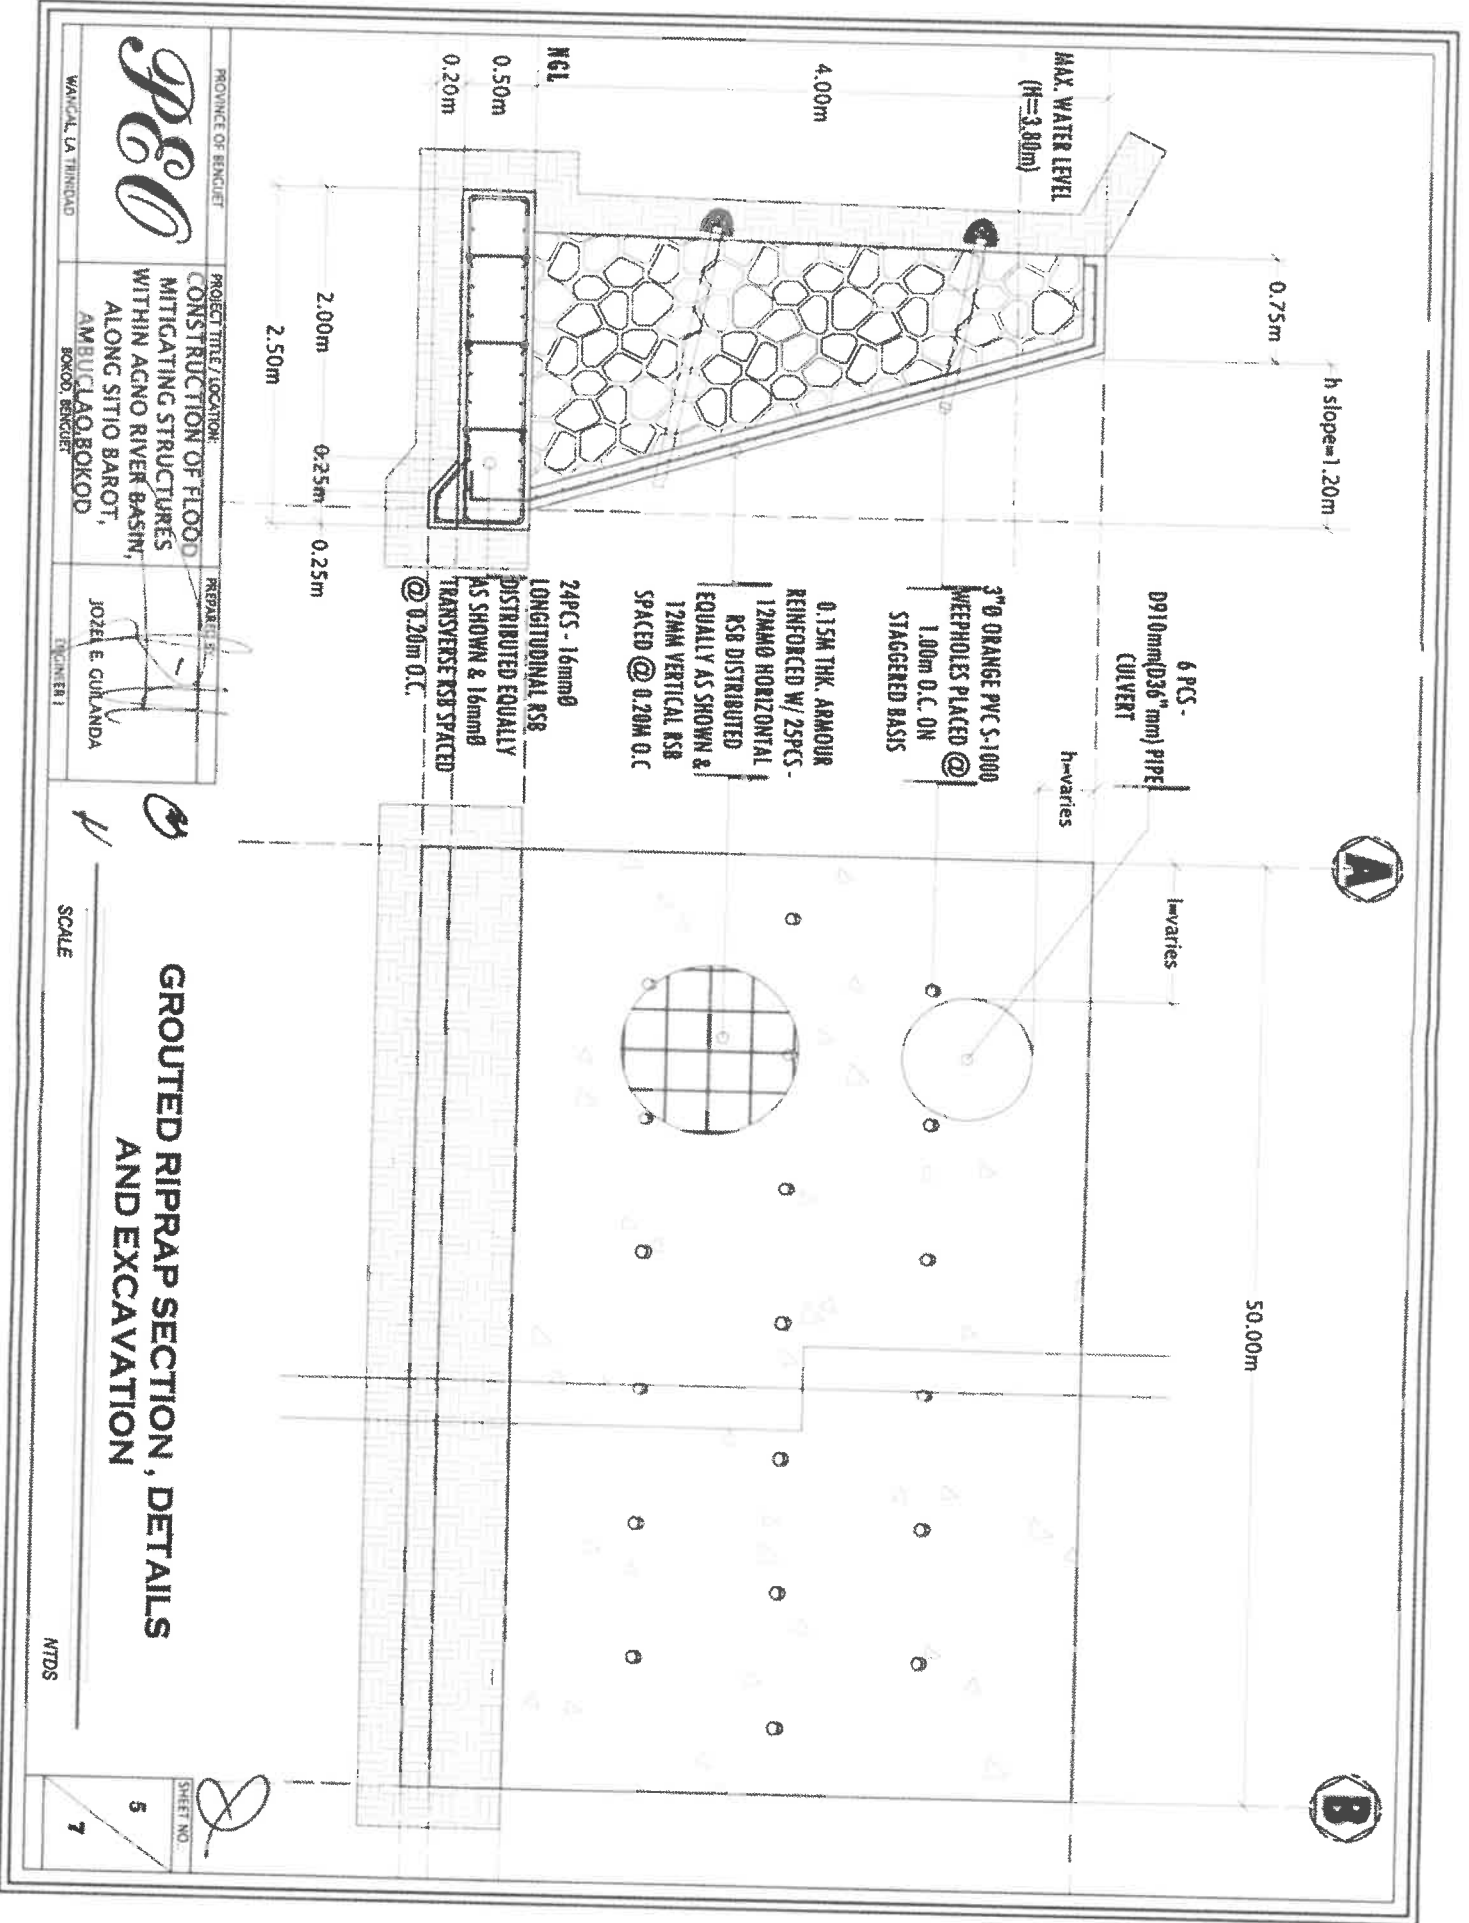 A
B
0.75m
h slope=1.20m
50.00m
l=varies
h=varies
MAX. WATER LEVEL
(H=3.80m)
4.00m
NGL
0.50m
0.20m
2.00m
0.25m
0.25m
2.50m
6 PCS -
D910mm(D36" mm) PIPE
CULVERT
3"Ø ORANGE PVC S-1000
WEEPHOLES PLACED @
1.00m O.C. ON
STAGGERED BASIS
0.15M THK. ARMOUR
REINFORCED W/ 25PCS-
12MMØ HORIZONTAL
RSB DISTRIBUTED
EQUALLY AS SHOWN &
12MM VERTICAL RSB
SPACED @ 0.20M O.C
24PCS - 16mmØ
LONGITUDINAL RSB
DISTRIBUTED EQUALLY
AS SHOWN & 16mmØ
TRANSVERSE RSB SPACED
@ 0.20m O.C.
PROVINCE OF BENGUET
PEO
WANGAL, LA TRINIDAD
PROJECT TITLE / LOCATION:
CONSTRUCTION OF FLOOD
MITIGATING STRUCTURES
WITHIN AGNO RIVER BASIN,
ALONG SITIO BAROT,
AMBUCLAO, BOKOD
BOKOD, BENGUET
JOZEL E. GURANDA
ENGINEER I
GROUTED RIPRAP SECTION , DETAILS
AND EXCAVATION
SCALE
NTDS
SHEET NO.
5
7